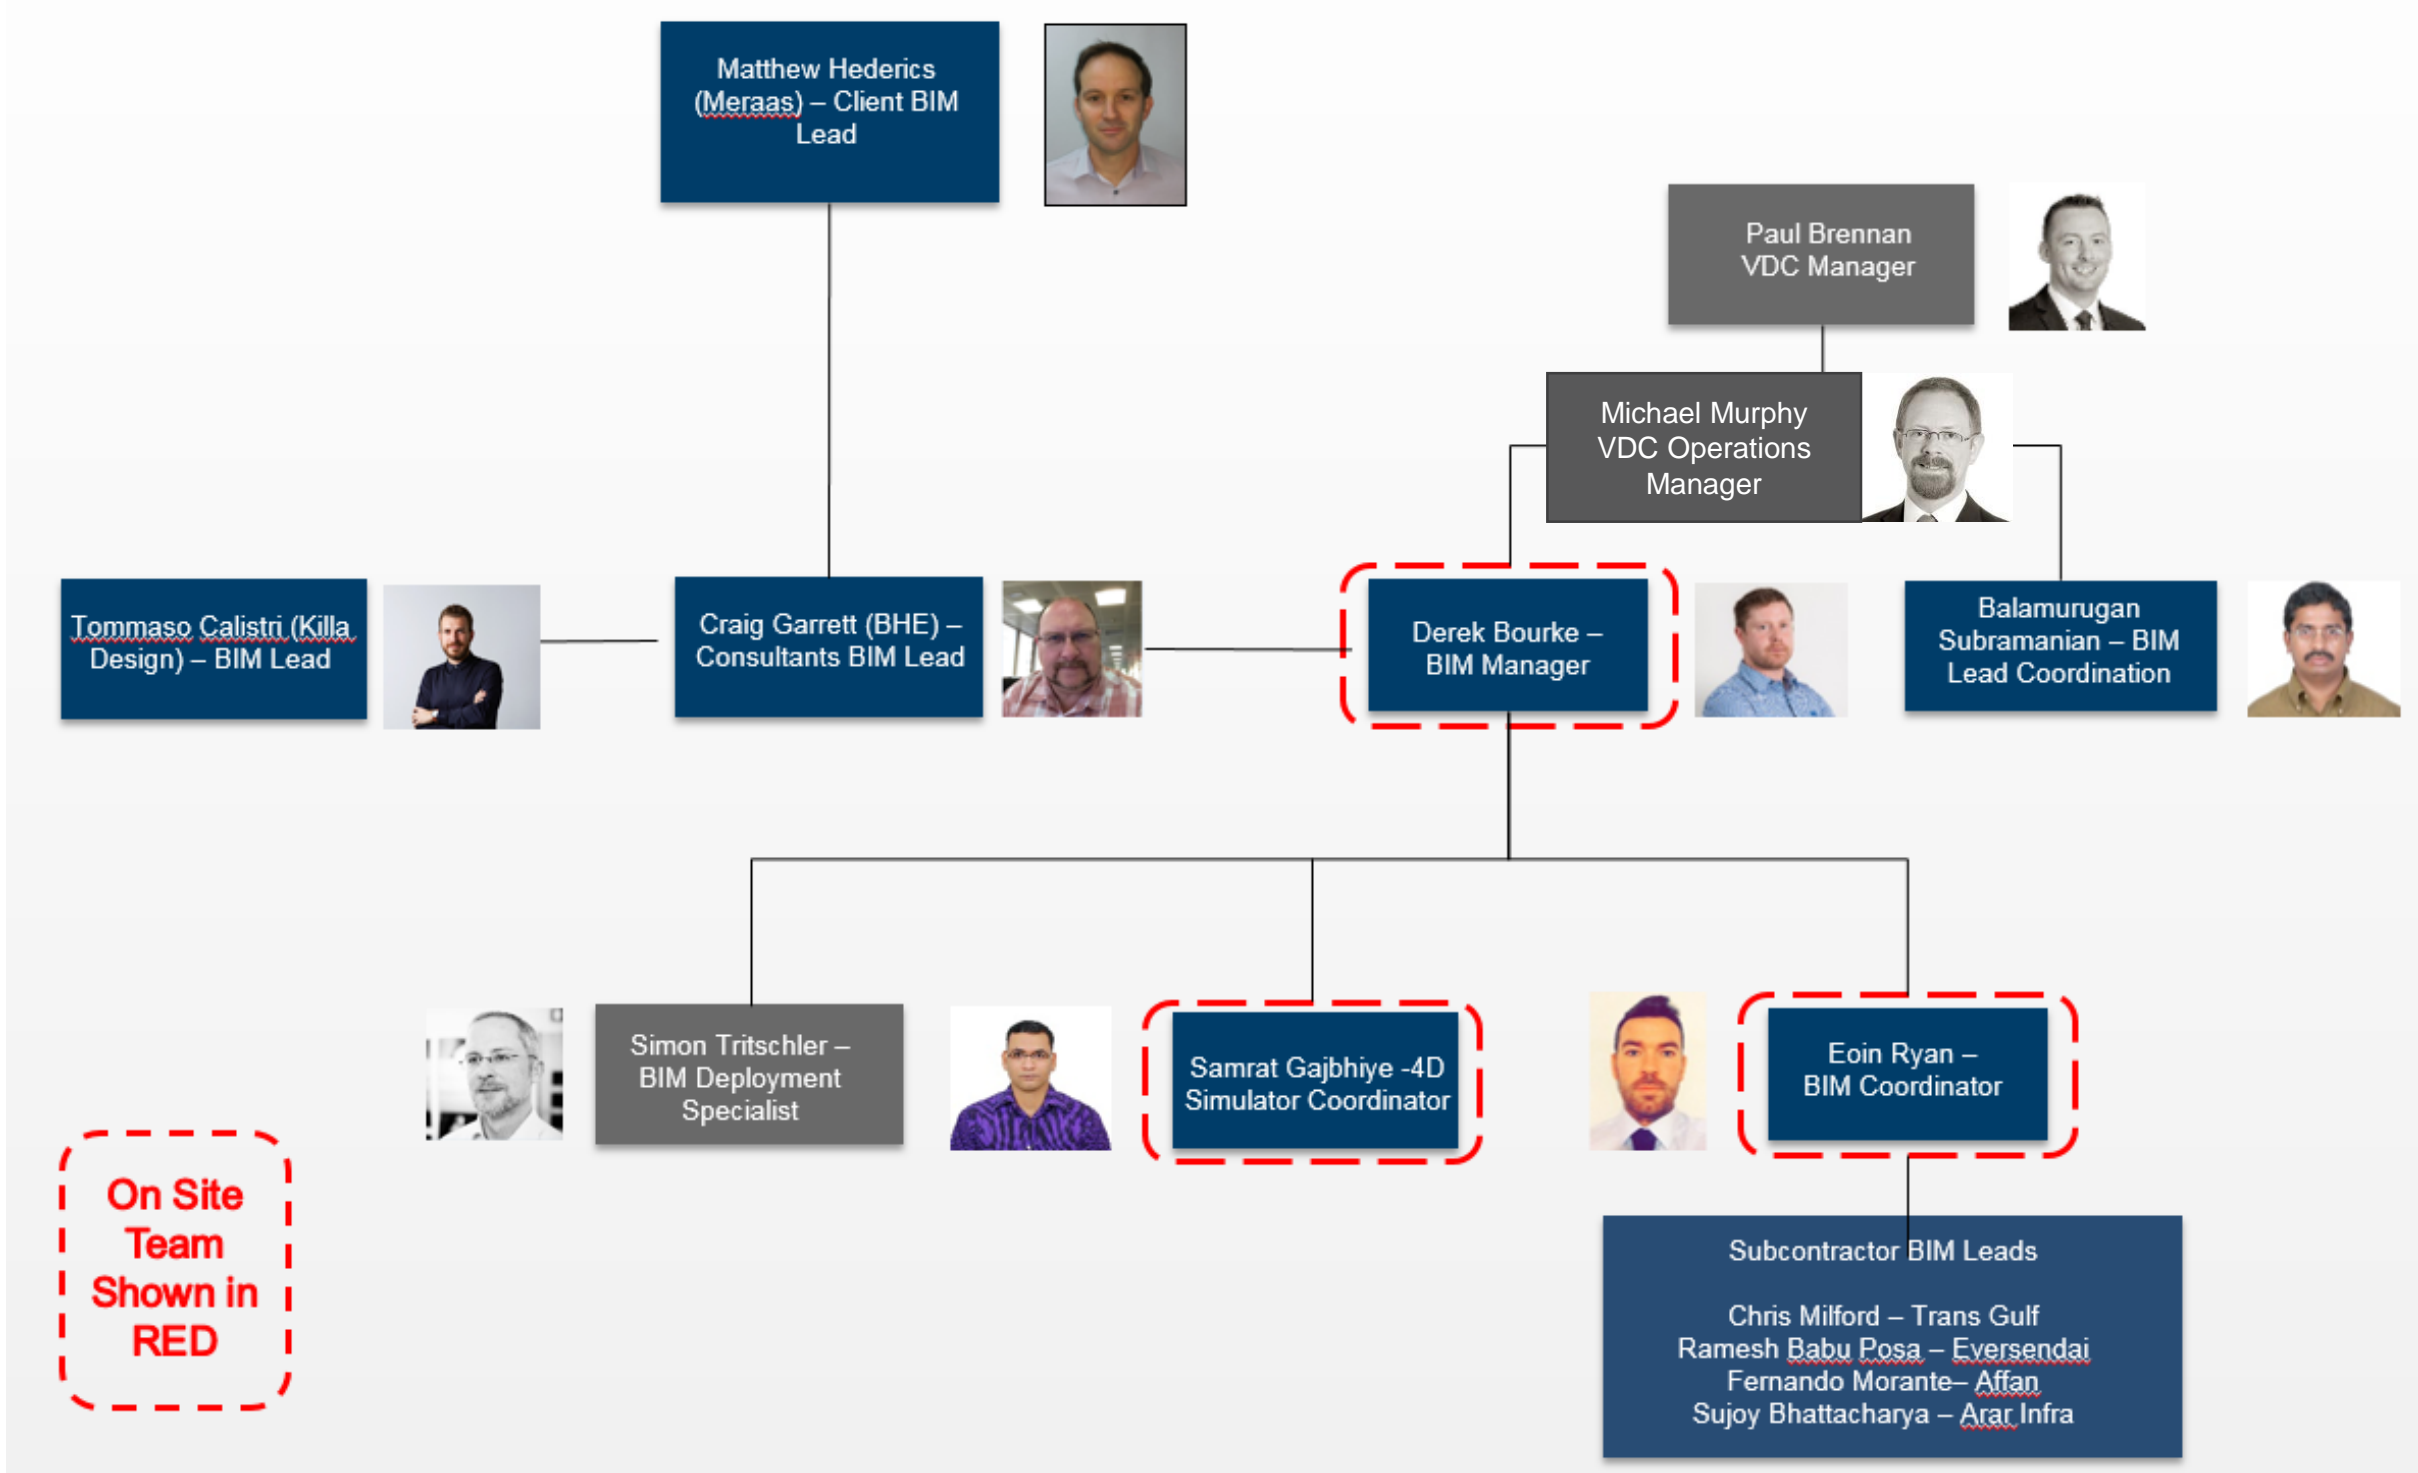 Matthew Hederics
(Meraas) – Client BIM
Lead
Paul Brennan
VDC Manager
Michael Murphy
VDC Operations
Manager
Tommaso Calistri (Killa
Design) – BIM Lead
Craig Garrett (BHE) –
Consultants BIM Lead
Derek Bourke –
BIM Manager
Balamurugan
Subramanian – BIM
Lead Coordination
Simon Tritschler –
BIM Deployment
Specialist
Samrat Gajbhiye -4D
Simulator Coordinator
Eoin Ryan –
BIM Coordinator
On Site
Team
Shown in
RED
Subcontractor BIM Leads
Chris Milford – Trans Gulf
Ramesh Babu Posa – Eversendai
Fernando Morante– Affan
Sujoy Bhattacharya – Arar Infra